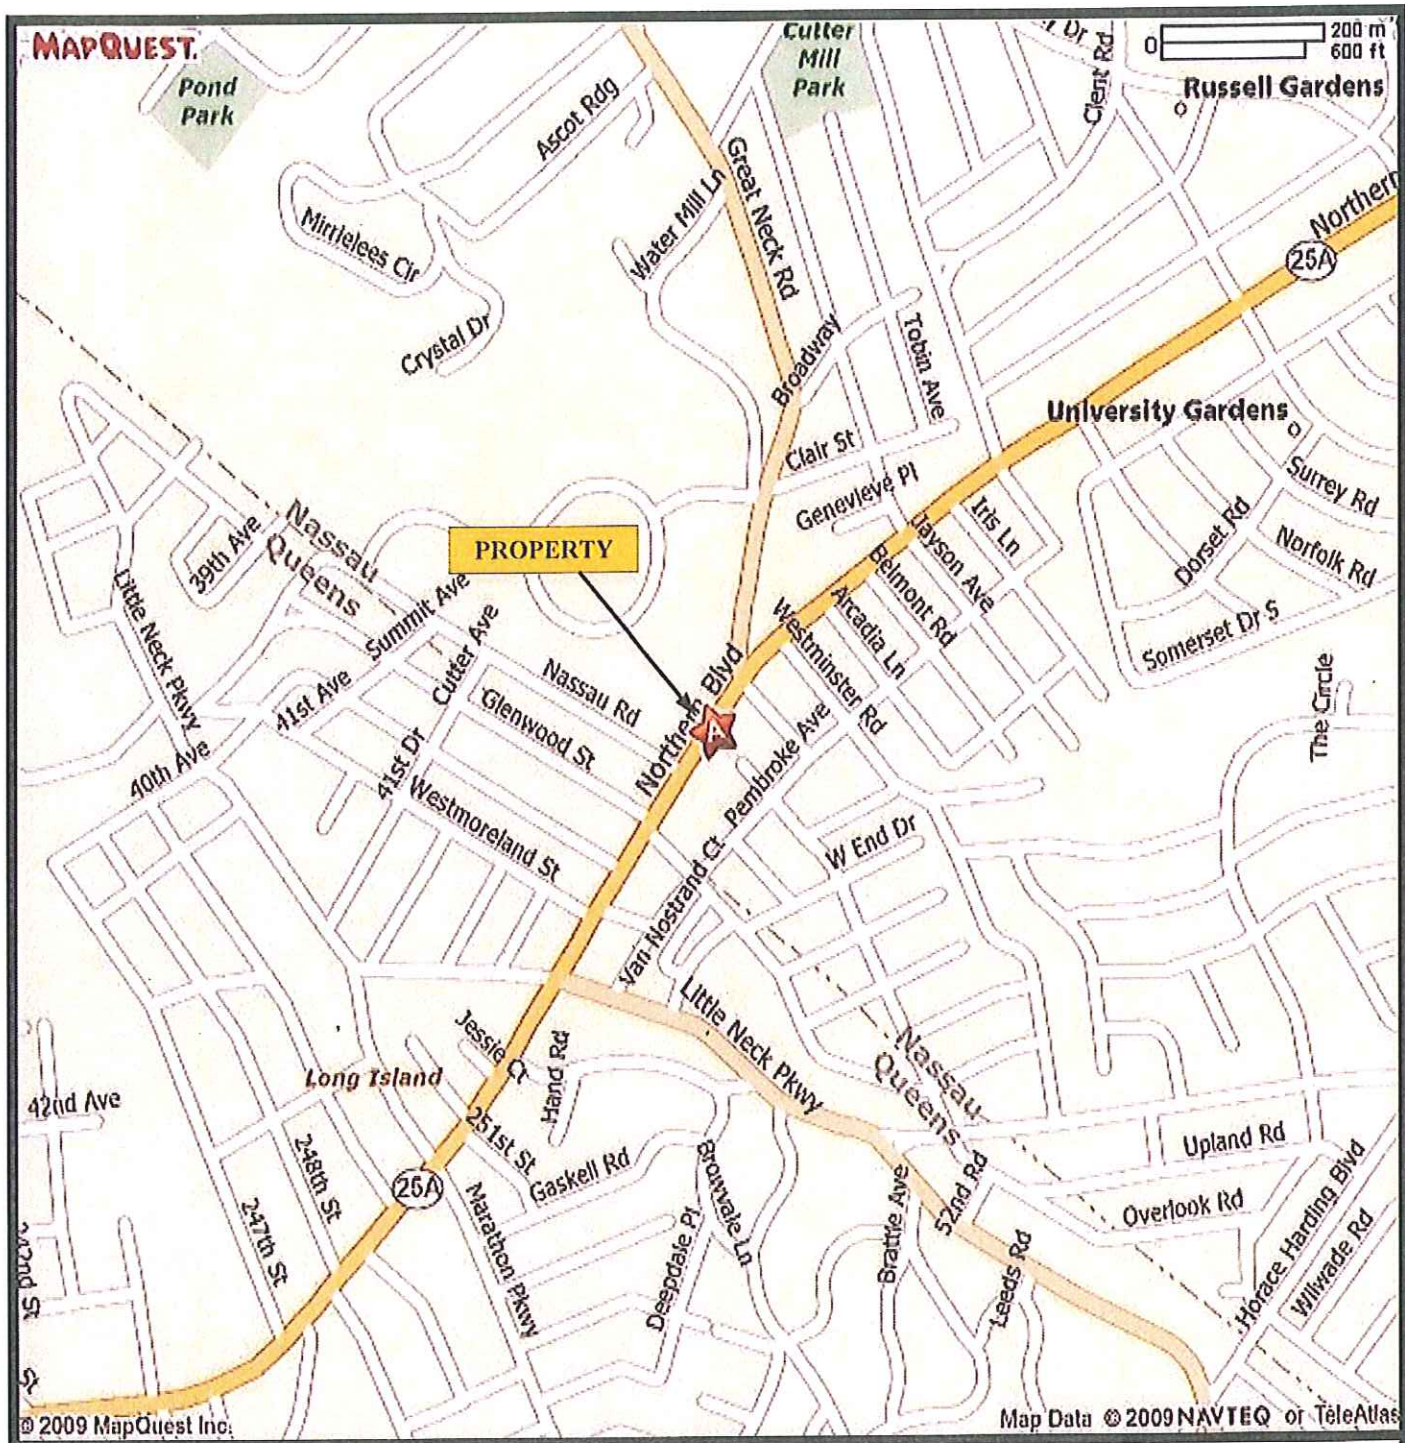 MAPQUEST.
Pond
Park
Cutter
Mill
Park
200 m
600 ft
0
Clent Rd
Russell Gardens
Ascot Rdg
Great Neck Rd
Water Mill Ln
Mirrielees Cir
Crystal Dr
Northern
25A
Broadway
Tobin Ave
University Gardens
Clair St
Genevieve Pl
Iris Ln
Surrey Rd
Dorset Rd
Norfolk Rd
Somerset Dr S
The Circle
Nassau
Queens
39th Ave
Little Neck Pkwy
Summit Ave
PROPERTY
Jayson Ave
Belmont Rd
Arcadia Ln
Westminster Rd
Cutter Ave
41st Ave
Nassau Rd
Glenwood St
Northern Blvd
A
41st Dr
40th Ave
Westmoreland St
Pembroke Ave
Van Nostrand Ct
W End Dr
Little Neck Pkwy
Jessie Ct
Hand Rd
Long Island
42nd Ave
Nassau
Queens
251st St
Gaskell Rd
25A
248th St
247th St
Marathon Pkwy
Browvale Ln
Deepdale Pl
Brattle Ave
52nd Rd
Leeds Rd
Upland Rd
Overlook Rd
Horace Harding Blvd
St
© 2009 MapQuest Inc.
Map Data © 2009 NAVTEQ or TeleAtlas